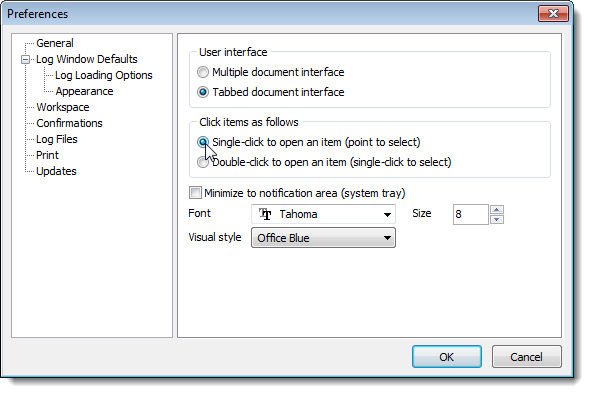 Preferences
General
Log Window Defaults
Log Loading Options
Appearance
Workspace
Confirmations
Log Files
Print
Updates
User interface
Multiple document interface
Tabbed document interface
Click items as follows
Single-click to open an item (point to select)
Double-click to open an item (single-click to select)
Minimize to notification area (system tray)
Font Tahoma Size 8
Visual style Office Blue
OK Cancel